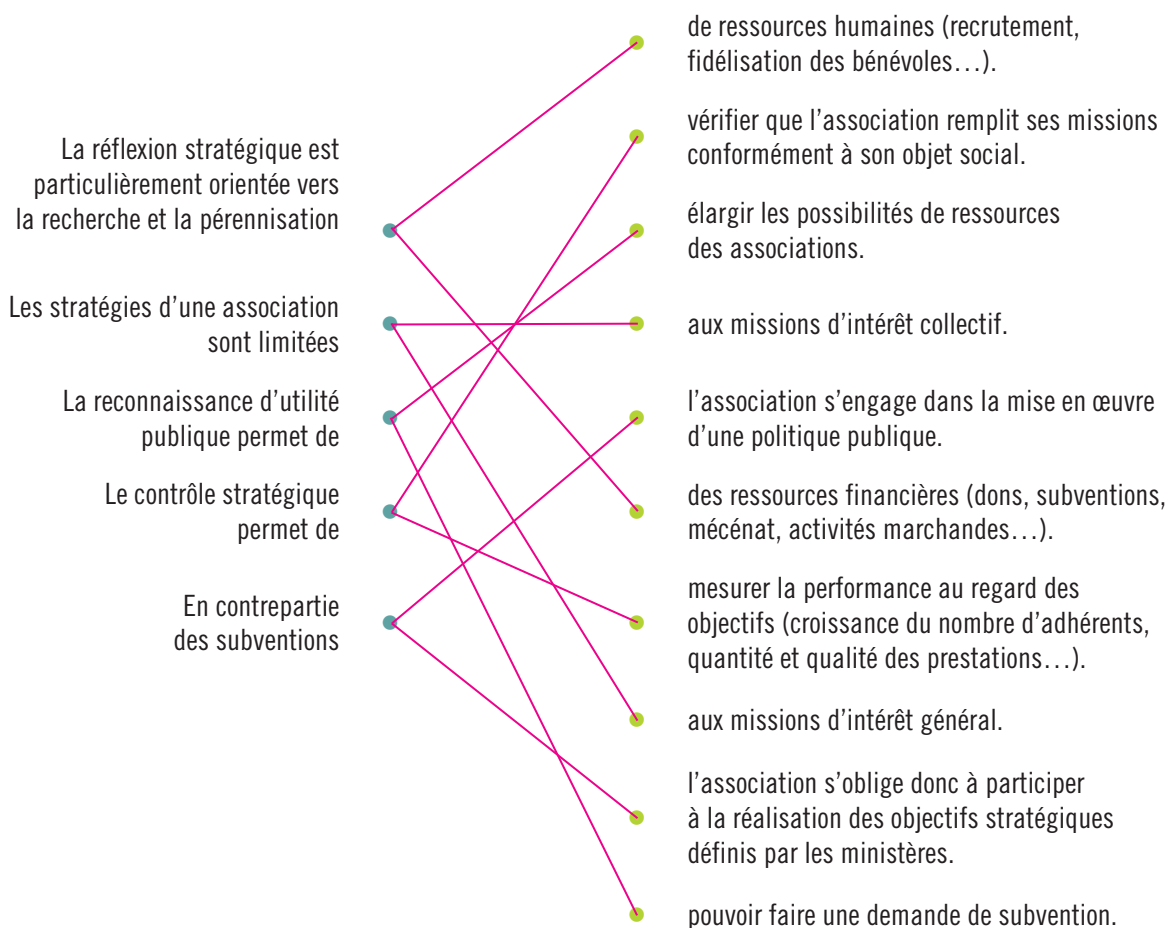 La réflexion stratégique est
particulièrement orientée vers
la recherche et la pérennisation
Les stratégies d’une association
sont limitées
La reconnaissance d’utilité
publique permet de
Le contrôle stratégique
permet de
En contrepartie
des subventions
de ressources humaines (recrutement,
fidélisation des bénévoles…).
vérifier que l’association remplit ses missions
conformément à son objet social.
élargir les possibilités de ressources
des associations.
aux missions d’intérêt collectif.
l’association s’engage dans la mise en œuvre
d’une politique publique.
des ressources financières (dons, subventions,
mécénat, activités marchandes…).
mesurer la performance au regard des
objectifs (croissance du nombre d’adhérents,
quantité et qualité des prestations…).
aux missions d’intérêt général.
l’association s’oblige donc à participer
à la réalisation des objectifs stratégiques
définis par les ministères.
pouvoir faire une demande de subvention.